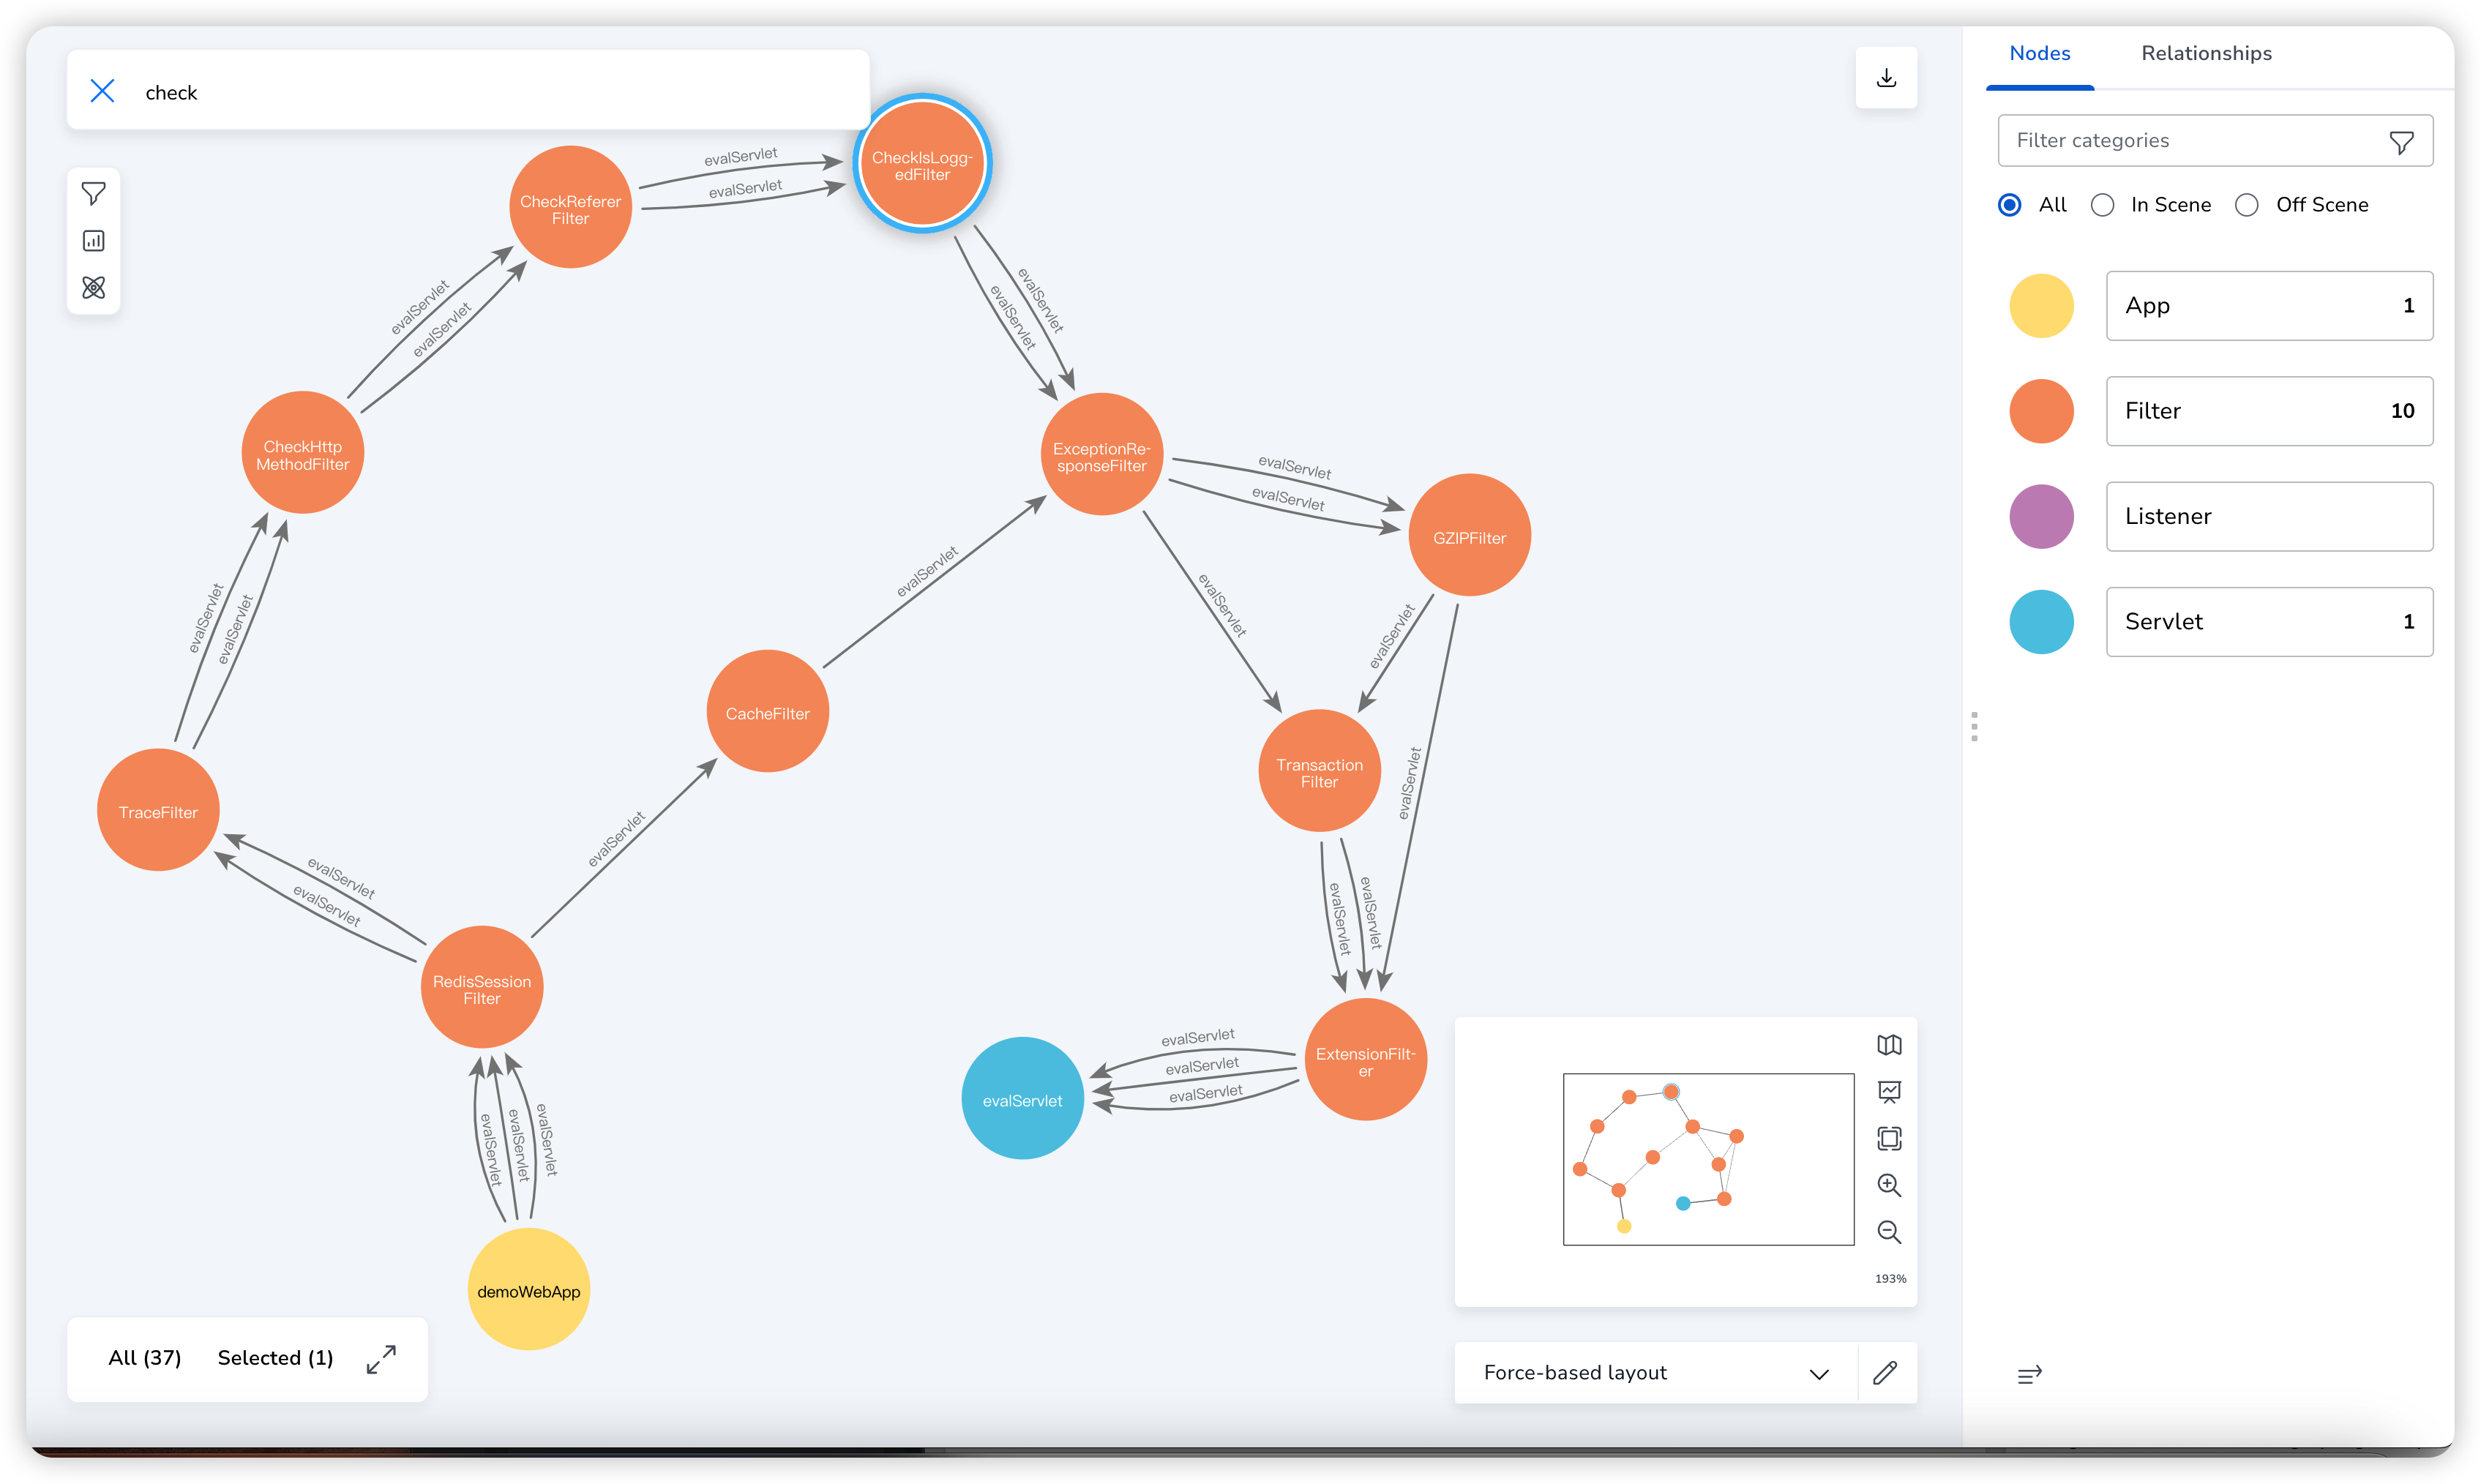 check
Nodes
Relationships
Filter categories
All
In Scene
Off Scene
App
1
Filter
10
Listener
Servlet
1
CheckIsLogg-
edFilter
evalServlet
evalServlet
CheckReferer
Filter
evalServlet
evalServlet
evalServlet
evalServlet
CheckHttp
MethodFilter
ExceptionRe-
sponseFilter
evalServlet
evalServlet
GZIPFilter
evalServlet
evalServlet
evalServlet
evalServlet
evalServlet
CacheFilter
evalServlet
Transaction
Filter
TraceFilter
evalServlet
evalServlet
evalServlet
evalServlet
evalServlet
evalServlet
RedisSession
Filter
evalServlet
evalServlet
evalServlet
evalServlet
ExtensionFilt-
er
evalServlet
evalServlet
evalServlet
demoWebApp
193%
All (37)
Selected (1)
Force-based layout